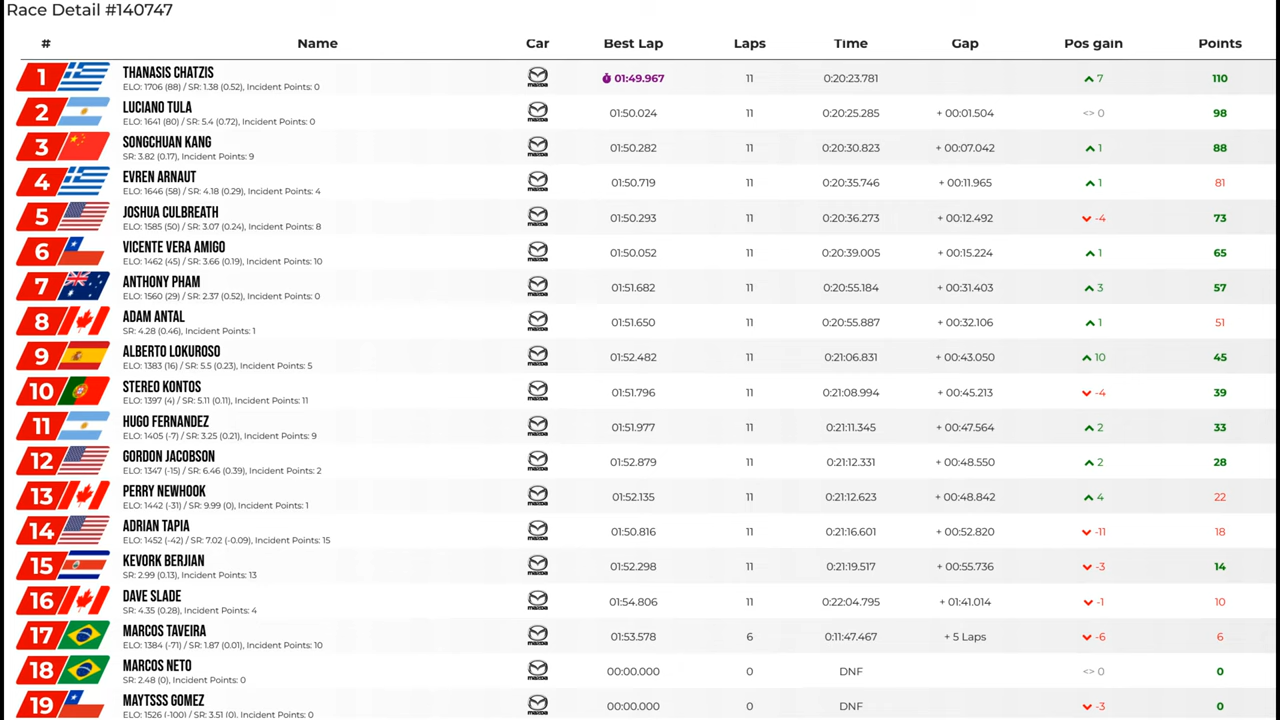 Race Detail #140747
# Name Car Best Lap Laps Time Gap Pos gain Points
1 THANASIS CHATZIS mazda 01:49.967 11 0:20:23.781 7 110
ELO: 1706 (88) / SR: 1.38 (0.52), Incident Points: 0
2 LUCIANO TULA mazda 01:50.024 11 0:20:25.285 + 00:01.504 <> 0 98
ELO: 1641 (80) / SR: 5.4 (0.72), Incident Points: 0
3 SONGCHUAN KANG mazda 01:50.282 11 0:20:30.823 + 00:07.042 1 88
SR: 3.82 (0.17), Incident Points: 9
4 EVREN ARNAUT mazda 01:50.719 11 0:20:35.746 + 00:11.965 1 81
ELO: 1646 (58) / SR: 4.18 (0.29), Incident Points: 4
5 JOSHUA CULBREATH mazda 01:50.293 11 0:20:36.273 + 00:12.492 -4 73
ELO: 1585 (50) / SR: 3.07 (0.24), Incident Points: 8
6 VICENTE VERA AMIGO mazda 01:50.052 11 0:20:39.005 + 00:15.224 1 65
ELO: 1462 (45) / SR: 3.66 (0.19), Incident Points: 10
7 ANTHONY PHAM mazda 01:51.682 11 0:20:55.184 + 00:31.403 3 57
ELO: 1560 (29) / SR: 2.37 (0.52), Incident Points: 0
8 ADAM ANTAL mazda 01:51.650 11 0:20:55.887 + 00:32.106 1 51
SR: 4.28 (0.46), Incident Points: 1
9 ALBERTO LOKUROSO mazda 01:52.482 11 0:21:06.831 + 00:43.050 10 45
ELO: 1383 (16) / SR: 5.5 (0.23), Incident Points: 5
10 STEREO KONTOS mazda 01:51.796 11 0:21:08.994 + 00:45.213 -4 39
ELO: 1397 (4) / SR: 5.11 (0.11), Incident Points: 11
11 HUGO FERNANDEZ mazda 01:51.977 11 0:21:11.345 + 00:47.564 2 33
ELO: 1405 (-7) / SR: 3.25 (0.21), Incident Points: 9
12 GORDON JACOBSON mazda 01:52.879 11 0:21:12.331 + 00:48.550 2 28
ELO: 1347 (-15) / SR: 6.46 (0.39), Incident Points: 2
13 PERRY NEWHOOK mazda 01:52.135 11 0:21:12.623 + 00:48.842 4 22
ELO: 1442 (-31) / SR: 9.99 (0), Incident Points: 1
14 ADRIAN TAPIA mazda 01:50.816 11 0:21:16.601 + 00:52.820 -11 18
ELO: 1452 (-42) / SR: 7.02 (-0.09), Incident Points: 15
15 KEVORK BERJIAN mazda 01:52.298 11 0:21:19.517 + 00:55.736 -3 14
SR: 2.99 (0.13), Incident Points: 13
16 DAVE SLADE mazda 01:54.806 11 0:22:04.795 + 01:41.014 -1 10
SR: 4.35 (0.28), Incident Points: 4
17 MARCOS TAVEIRA mazda 01:53.578 6 0:11:47.467 + 5 Laps -6 0
ELO: 1384 (-71) / SR: 1.87 (0.01), Incident Points: 10
18 MARCOS NETO mazda 00:00.000 0 DNF <> 0 0
SR: 2.48 (0), Incident Points: 0
19 MAYTSSS GOMEZ mazda 00:00.000 0 DNF -3 0
ELO: 1526 (-100) / SR: 3.51 (0), Incident Points: 0